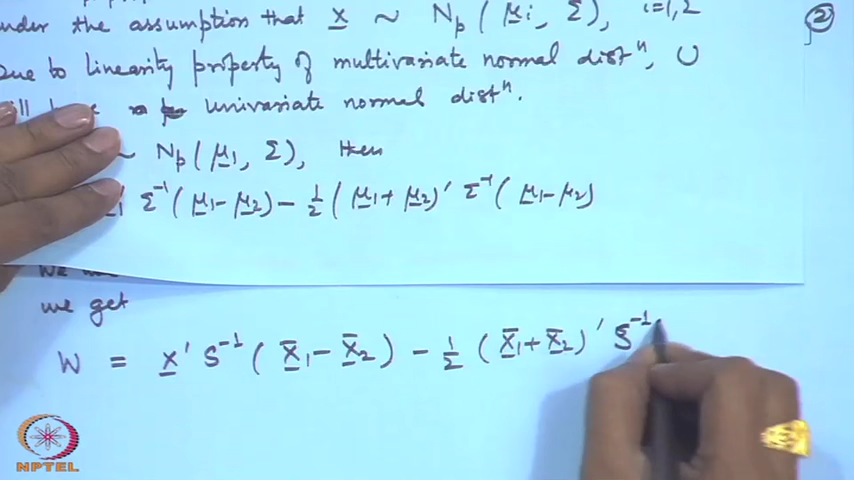 under the assumption that x ~ Np(μi, Σ), i=1,2
②
Due to linearity property of multivariate normal distⁿ, U
univariate normal distⁿ.
~ Np(μ1, Σ), then
Σ⁻¹(μ1-μ2) - 1/2 (μ1+μ2)' Σ⁻¹(μ1-μ2)
we get
W = x' S⁻¹(x̄1-x̄2) - 1/2 (x̄1+x̄2)' S⁻¹
NPTEL